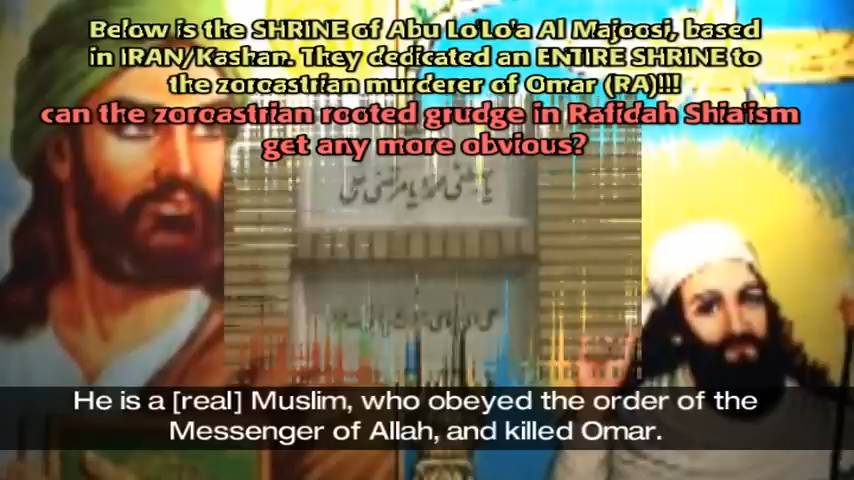 Below is the SHRINE of Abu Lo'Lo'a Al Majoosi, based
in IRAN/Kashan. They dedicated an ENTIRE SHRINE to
the zoroastrian murderer of Omar (RA)!!!
can the zoroastrian rooted grudge in Rafidah Shia'ism
get any more obvious?
He is a [real] Muslim, who obeyed the order of the
Messenger of Allah, and killed Omar.